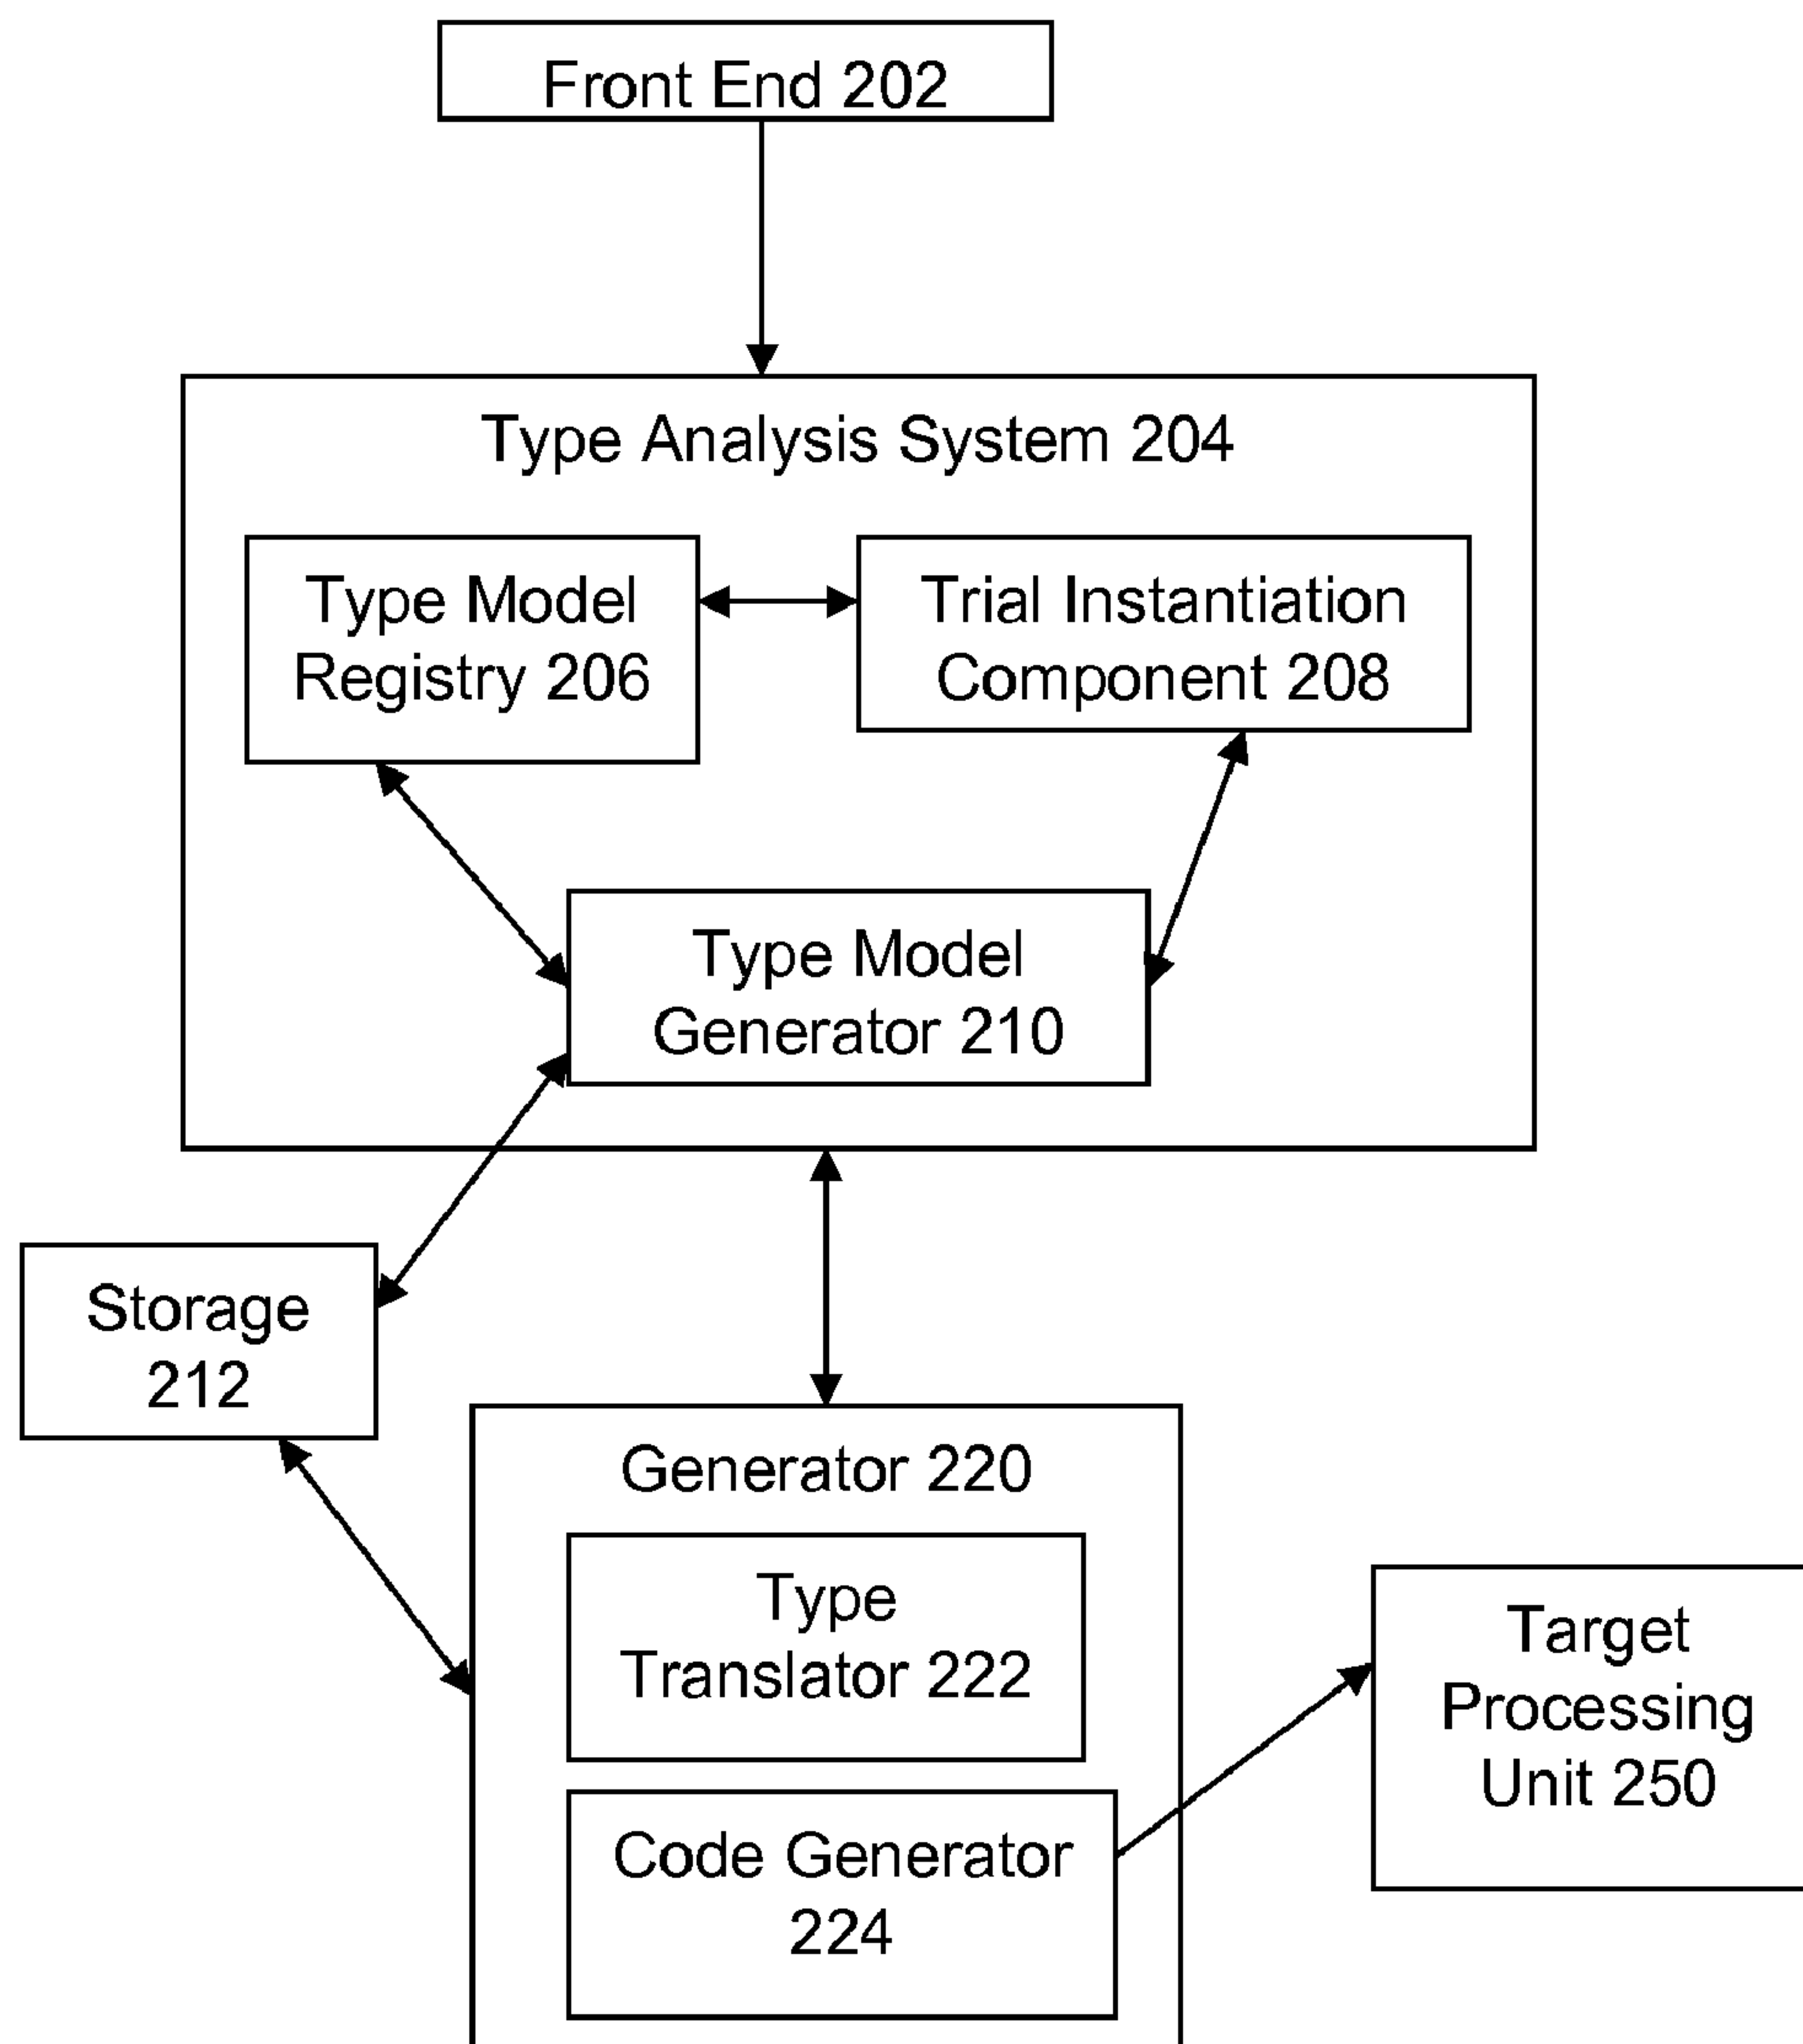 Front End 202
Type Analysis System 204
Type Model
Registry 206
Trial Instantiation
Component 208
Type Model
Generator 210
Storage
212
Generator 220
Type
Translator 222
Code Generator
224
Target
Processing
Unit 250